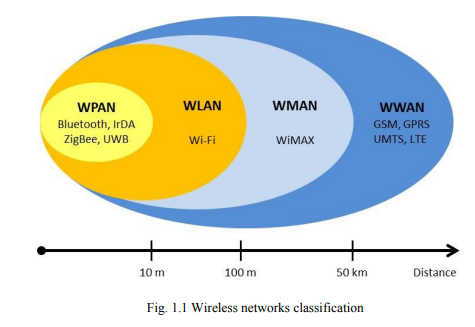 WPAN
Bluetooth, IrDA
ZigBee, UWB
WLAN
Wi-Fi
WMAN
WiMAX
WWAN
GSM, GPRS
UMTS, LTE
10 m
100 m
50 km
Distance
Fig. 1.1 Wireless networks classification